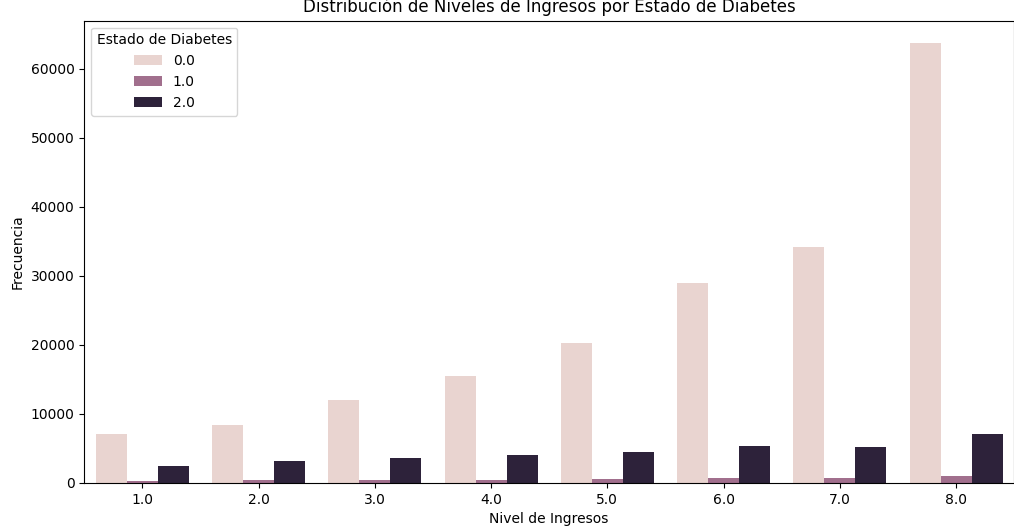 Distribución de Niveles de Ingresos por Estado de Diabetes
Estado de Diabetes
0.0
1.0
2.0
60000
50000
40000
30000
20000
10000
0
Frecuencia
1.0 2.0 3.0 4.0 5.0 6.0 7.0 8.0
Nivel de Ingresos